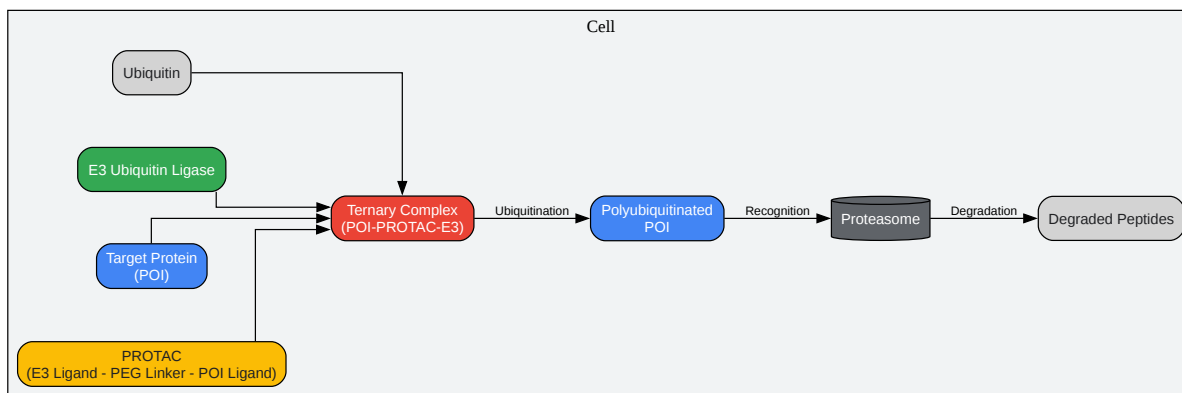 Cell
Ubiquitin
E3 Ubiquitin Ligase
Target Protein
(POI)
PROTAC
(E3 Ligand - PEG Linker - POI Ligand)
Ternary Complex
(POI-PROTAC-E3)
Ubiquitination
Polyubiquitinated
POI
Recognition
Proteasome
Degradation
Degraded Peptides